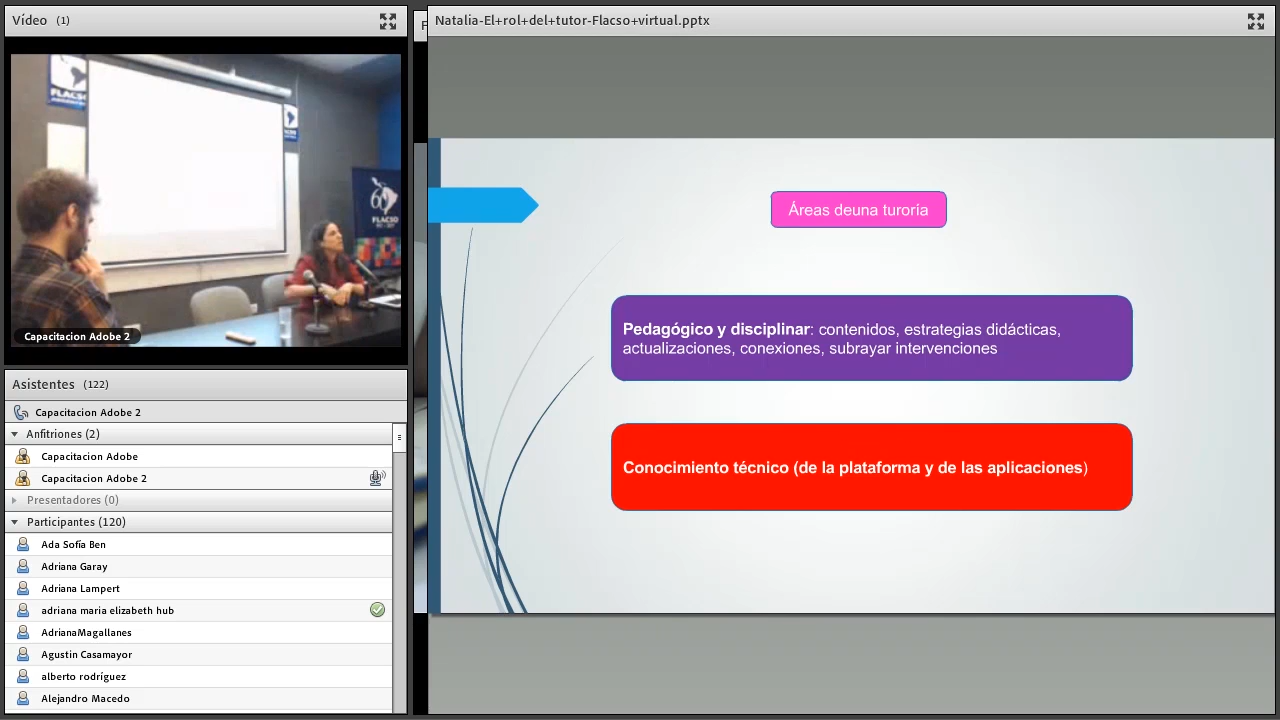 Vídeo (1)
FLACSO
60
FLACSO
Capacitacion Adobe 2
Asistentes (122)
Capacitacion Adobe 2
Anfitriones (2)
Capacitacion Adobe
Capacitacion Adobe 2
Presentadores (0)
Participantes (120)
Ada Sofía Ben
Adriana Garay
Adriana Lampert
adriana maria elizabeth hub
AdrianaMagallanes
Agustin Casamayor
alberto rodríguez
Alejandro Macedo
Natalia-El+rol+del+tutor-Flacso+virtual.pptx
Áreas deuna turoría
Pedagógico y disciplinar: contenidos, estrategias didácticas,
actualizaciones, conexiones, subrayar intervenciones
Conocimiento técnico (de la plataforma y de las aplicaciones)